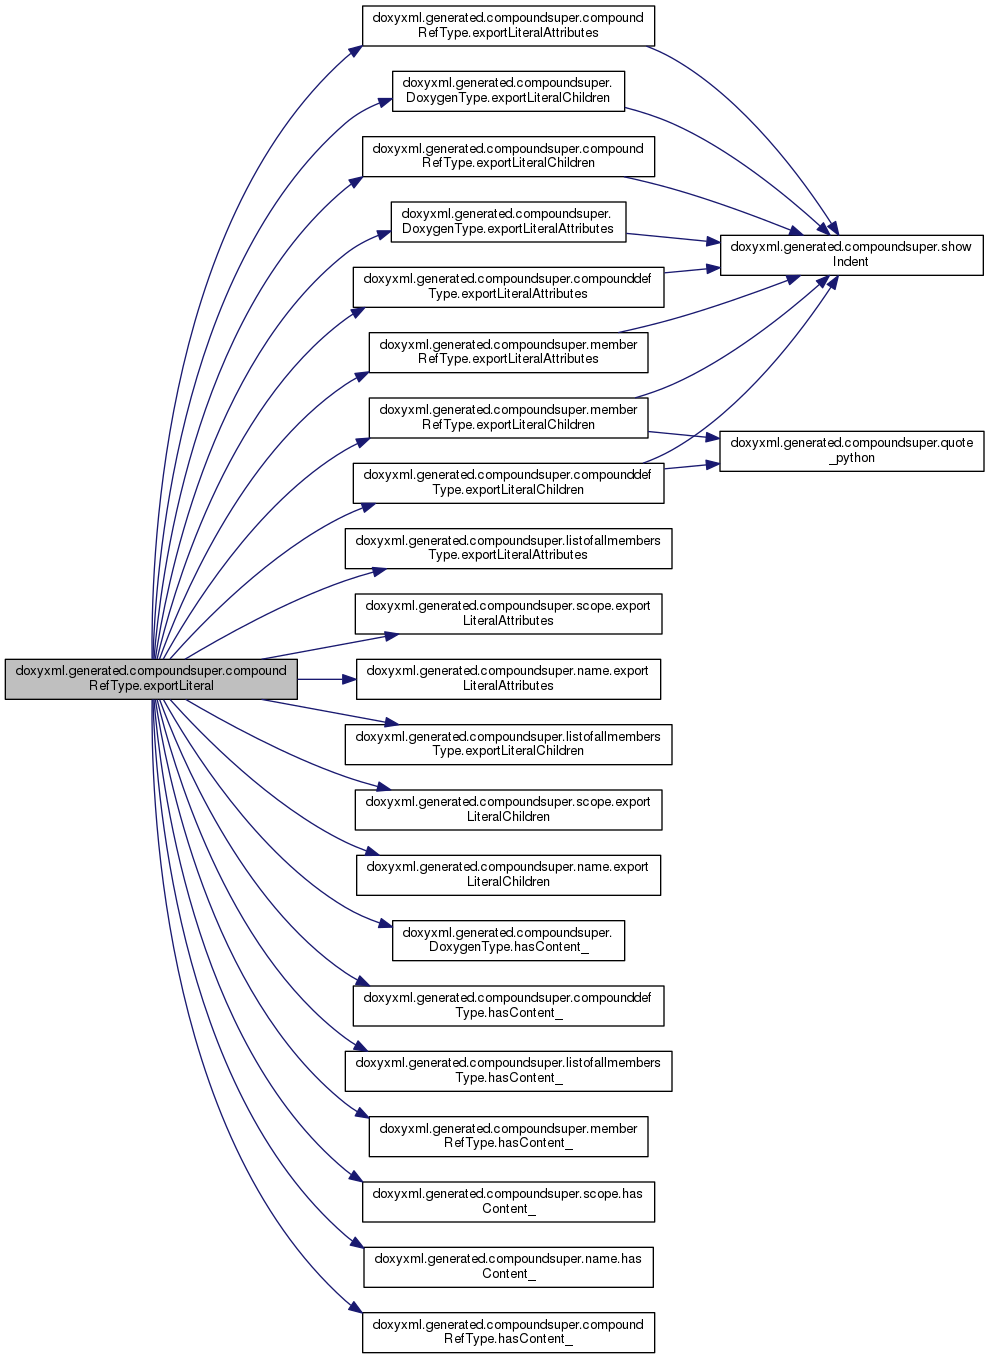 doxyxml.generated.compoundsuper.compound
RefType.exportLiteral
doxyxml.generated.compoundsuper.compound
RefType.exportLiteralAttributes
doxyxml.generated.compoundsuper.
DoxygenType.exportLiteralChildren
doxyxml.generated.compoundsuper.compound
RefType.exportLiteralChildren
doxyxml.generated.compoundsuper.
DoxygenType.exportLiteralAttributes
doxyxml.generated.compoundsuper.compounddef
Type.exportLiteralAttributes
doxyxml.generated.compoundsuper.member
RefType.exportLiteralAttributes
doxyxml.generated.compoundsuper.member
RefType.exportLiteralChildren
doxyxml.generated.compoundsuper.compounddef
Type.exportLiteralChildren
doxyxml.generated.compoundsuper.listofallmembers
Type.exportLiteralAttributes
doxyxml.generated.compoundsuper.scope.export
LiteralAttributes
doxyxml.generated.compoundsuper.name.export
LiteralAttributes
doxyxml.generated.compoundsuper.listofallmembers
Type.exportLiteralChildren
doxyxml.generated.compoundsuper.scope.export
LiteralChildren
doxyxml.generated.compoundsuper.name.export
LiteralChildren
doxyxml.generated.compoundsuper.
DoxygenType.hasContent_
doxyxml.generated.compoundsuper.compounddef
Type.hasContent_
doxyxml.generated.compoundsuper.listofallmembers
Type.hasContent_
doxyxml.generated.compoundsuper.member
RefType.hasContent_
doxyxml.generated.compoundsuper.scope.has
Content_
doxyxml.generated.compoundsuper.name.has
Content_
doxyxml.generated.compoundsuper.compound
RefType.hasContent_
doxyxml.generated.compoundsuper.show
Indent
doxyxml.generated.compoundsuper.quote
_python